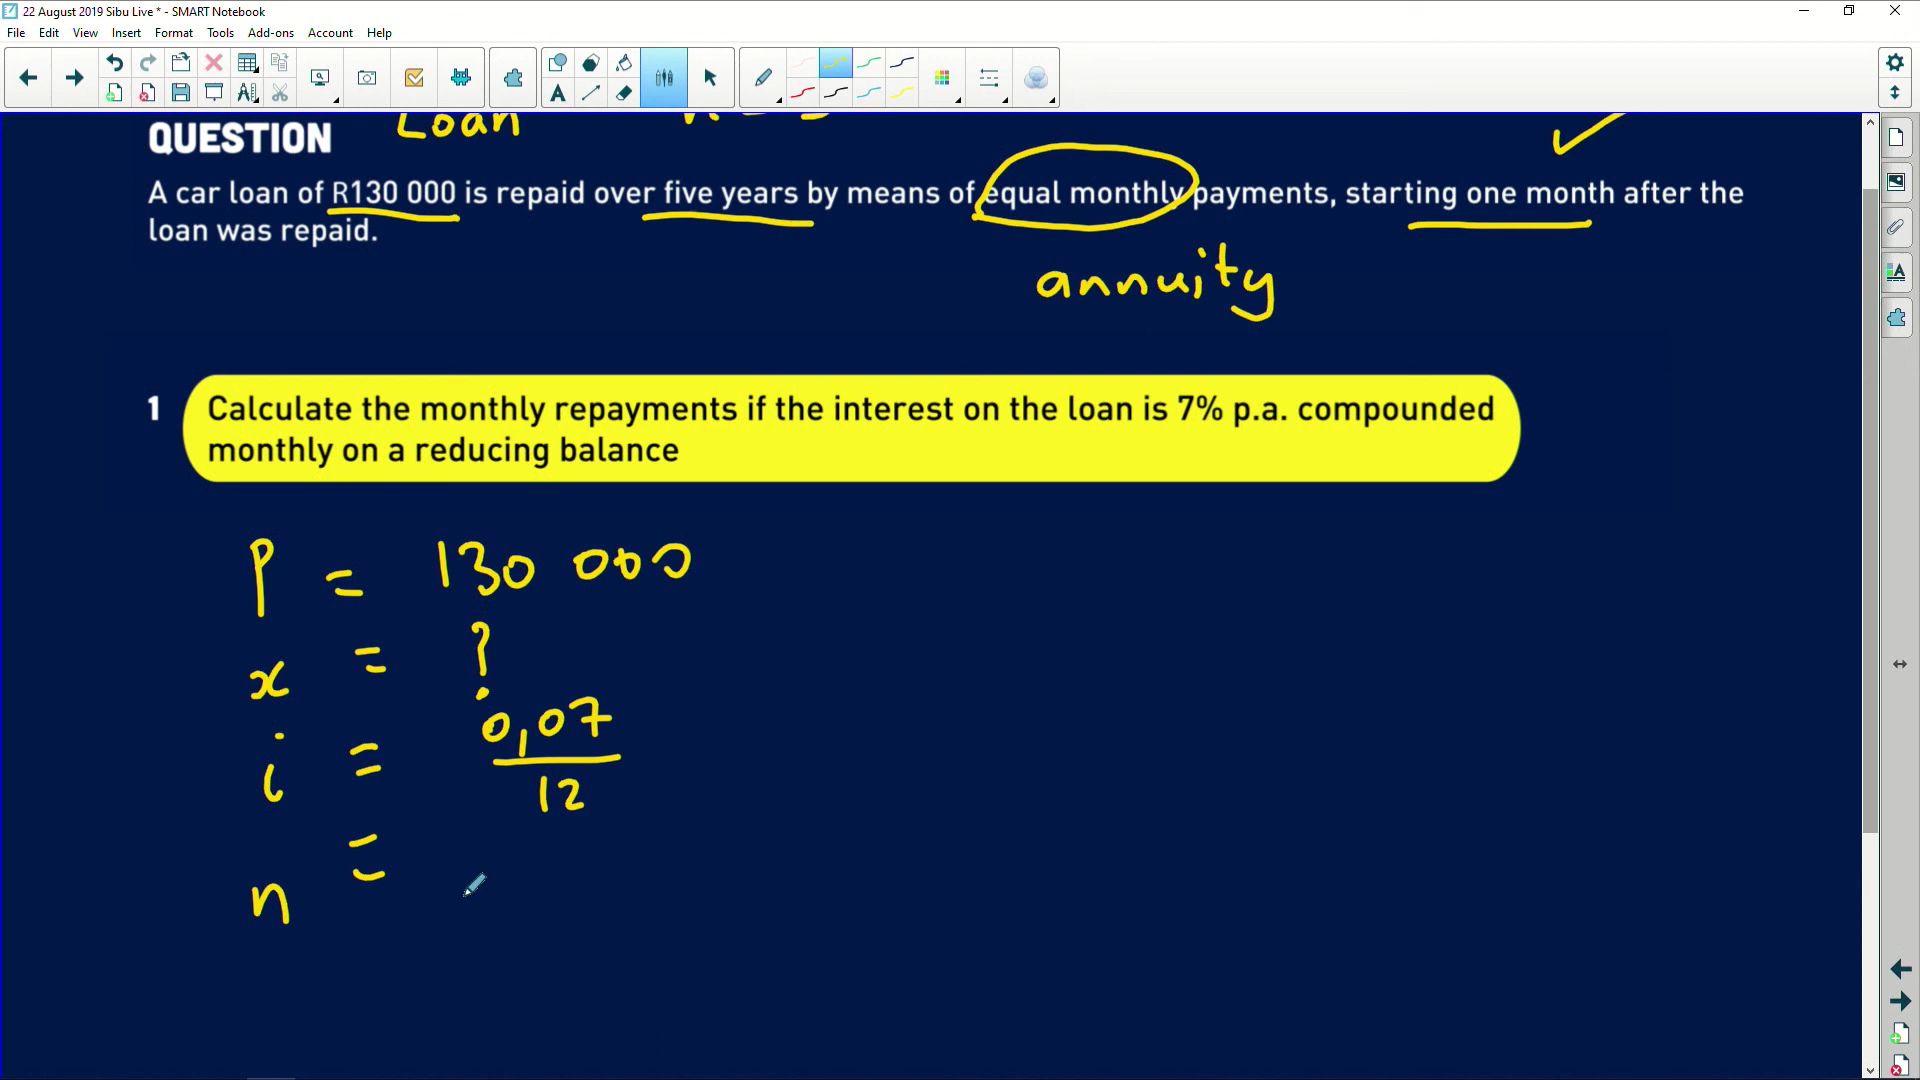 22 August 2019 Sibu Live * - SMART Notebook
File Edit View Insert Format Tools Add-ons Account Help
Loan
QUESTION
A car loan of R130 000 is repaid over five years by means of equal monthly payments, starting one month after the
loan was repaid.
annuity
1 Calculate the monthly repayments if the interest on the loan is 7% p.a. compounded
monthly on a reducing balance
P = 130 000
x = ?
i = 0,07
12
n =